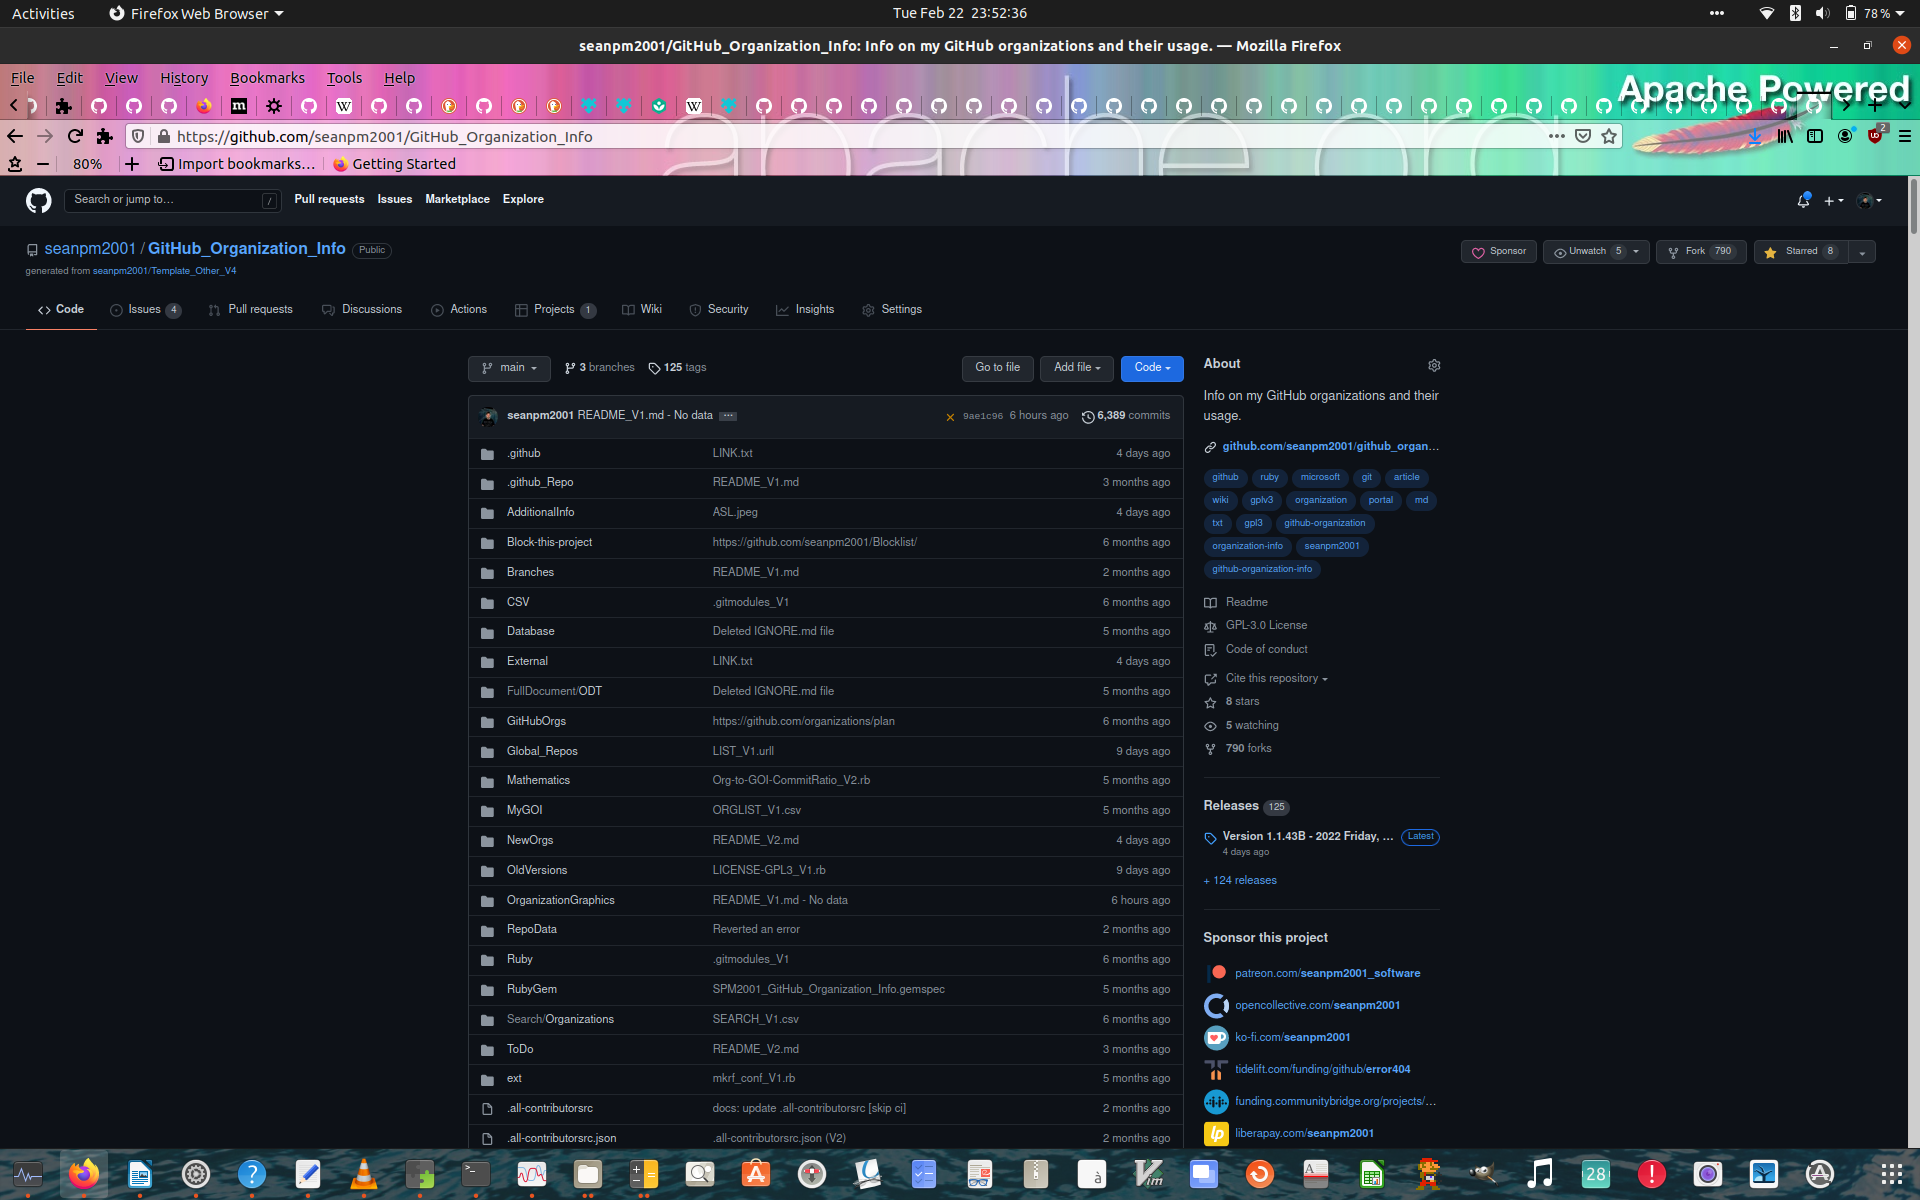 Activities Firefox Web Browser Tue Feb 22 23:52:36 78 %
seanpm2001/GitHub_Organization_Info: Info on my GitHub organizations and their usage. — Mozilla Firefox
File Edit View History Bookmarks Tools Help
Apache Powered
https://github.com/seanpm2001/GitHub_Organization_Info
2
80% Import bookmarks… Getting Started
apache.org
Search or jump to… / Pull requests Issues Marketplace Explore
seanpm2001 / GitHub_Organization_Info Public
Sponsor Unwatch 5 Fork 790 Starred 8
generated from seanpm2001/Template_Other_V4
Code Issues 4 Pull requests Discussions Actions Projects 1 Wiki Security Insights Settings
main 3 branches 125 tags Go to file Add file Code
seanpm2001 README_V1.md - No data ... 9ae1c96 6 hours ago 6,389 commits
.github LINK.txt 4 days ago
.github_Repo README_V1.md 3 months ago
AdditionalInfo ASL.jpeg 4 days ago
Block-this-project https://github.com/seanpm2001/Blocklist/ 6 months ago
Branches README_V1.md 2 months ago
CSV .gitmodules_V1 6 months ago
Database Deleted IGNORE.md file 5 months ago
External LINK.txt 4 days ago
FullDocument/ODT Deleted IGNORE.md file 5 months ago
GitHubOrgs https://github.com/organizations/plan 6 months ago
Global_Repos LIST_V1.urll 9 days ago
Mathematics Org-to-GOI-CommitRatio_V2.rb 5 months ago
MyGOI ORGLIST_V1.csv 5 months ago
NewOrgs README_V2.md 4 days ago
OldVersions LICENSE-GPL3_V1.rb 9 days ago
OrganizationGraphics README_V1.md - No data 6 hours ago
RepoData Reverted an error 2 months ago
Ruby .gitmodules_V1 6 months ago
RubyGem SPM2001_GitHub_Organization_Info.gemspec 5 months ago
Search/Organizations SEARCH_V1.csv 6 months ago
ToDo README_V2.md 3 months ago
ext mkrf_conf_V1.rb 5 months ago
.all-contributorsrc docs: update .all-contributorsrc [skip ci] 2 months ago
.all-contributorsrc.json .all-contributorsrc.json (V2) 2 months ago
About
Info on my GitHub organizations and their
usage.
github.com/seanpm2001/github_organ…
github ruby microsoft git article
wiki gplv3 organization portal md
txt gpl3 github-organization
organization-info seanpm2001
github-organization-info
Readme
GPL-3.0 License
Code of conduct
Cite this repository
8 stars
5 watching
790 forks
Releases 125
Version 1.1.43B - 2022 Friday, … Latest
4 days ago
+ 124 releases
Sponsor this project
patreon.com/seanpm2001_software
opencollective.com/seanpm2001
ko-fi.com/seanpm2001
tidelift.com/funding/github/error404
funding.communitybridge.org/projects/…
lp liberapay.com/seanpm2001
28